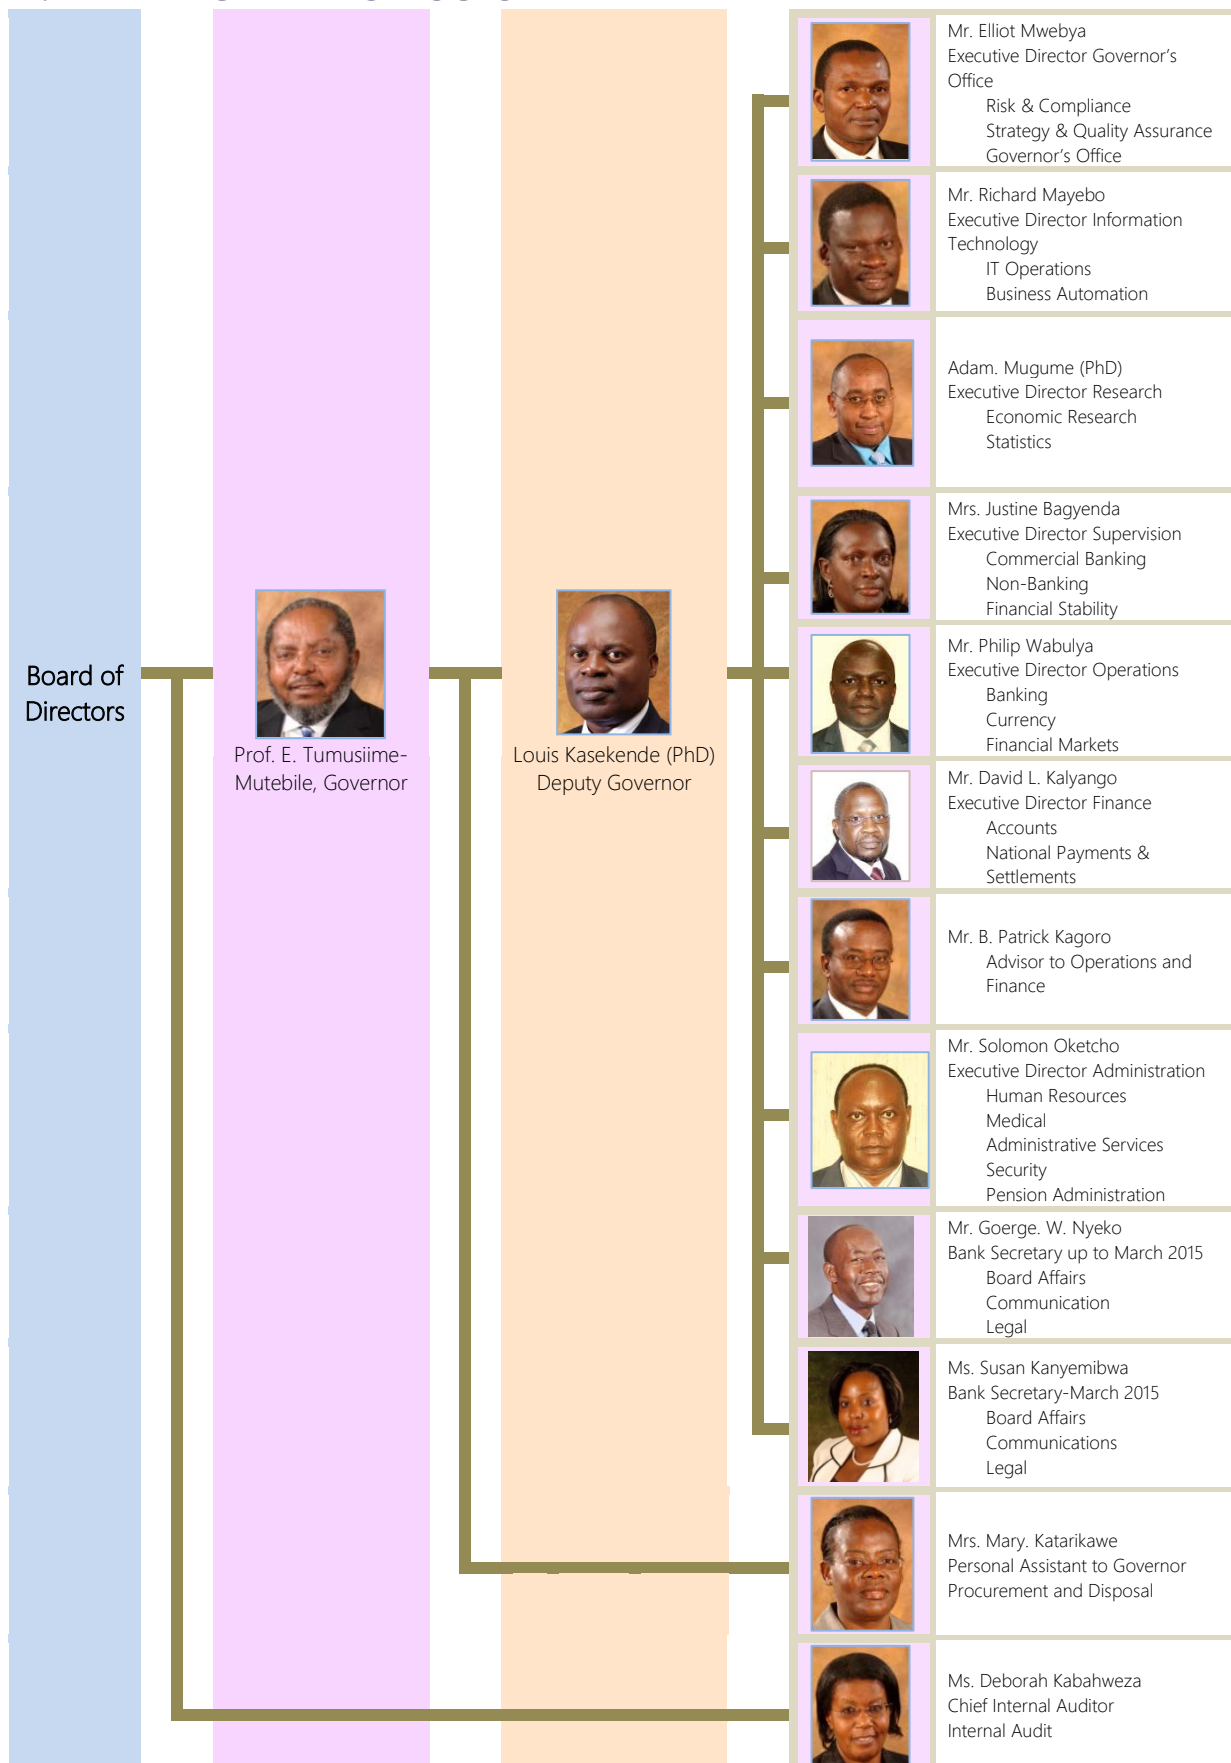 Board of
Directors
Prof. E. Tumusiime-
Mutebile, Governor
Louis Kasekende (PhD)
Deputy Governor
Mr. Elliot Mwebya
Executive Director Governor's
Office
Risk & Compliance
Strategy & Quality Assurance
Governor's Office
Mr. Richard Mayebo
Executive Director Information
Technology
IT Operations
Business Automation
Adam. Mugume (PhD)
Executive Director Research
Economic Research
Statistics
Mrs. Justine Bagyenda
Executive Director Supervision
Commercial Banking
Non-Banking
Financial Stability
Mr. Philip Wabulya
Executive Director Operations
Banking
Currency
Financial Markets
Mr. David L. Kalyango
Executive Director Finance
Accounts
National Payments &
Settlements
Mr. B. Patrick Kagoro
Advisor to Operations and
Finance
Mr. Solomon Oketcho
Executive Director Administration
Human Resources
Medical
Administrative Services
Security
Pension Administration
Mr. Goerge. W. Nyeko
Bank Secretary up to March 2015
Board Affairs
Communication
Legal
Ms. Susan Kanyemibwa
Bank Secretary-March 2015
Board Affairs
Communications
Legal
Mrs. Mary. Katarikawe
Personal Assistant to Governor
Procurement and Disposal
Ms. Deborah Kabahweza
Chief Internal Auditor
Internal Audit